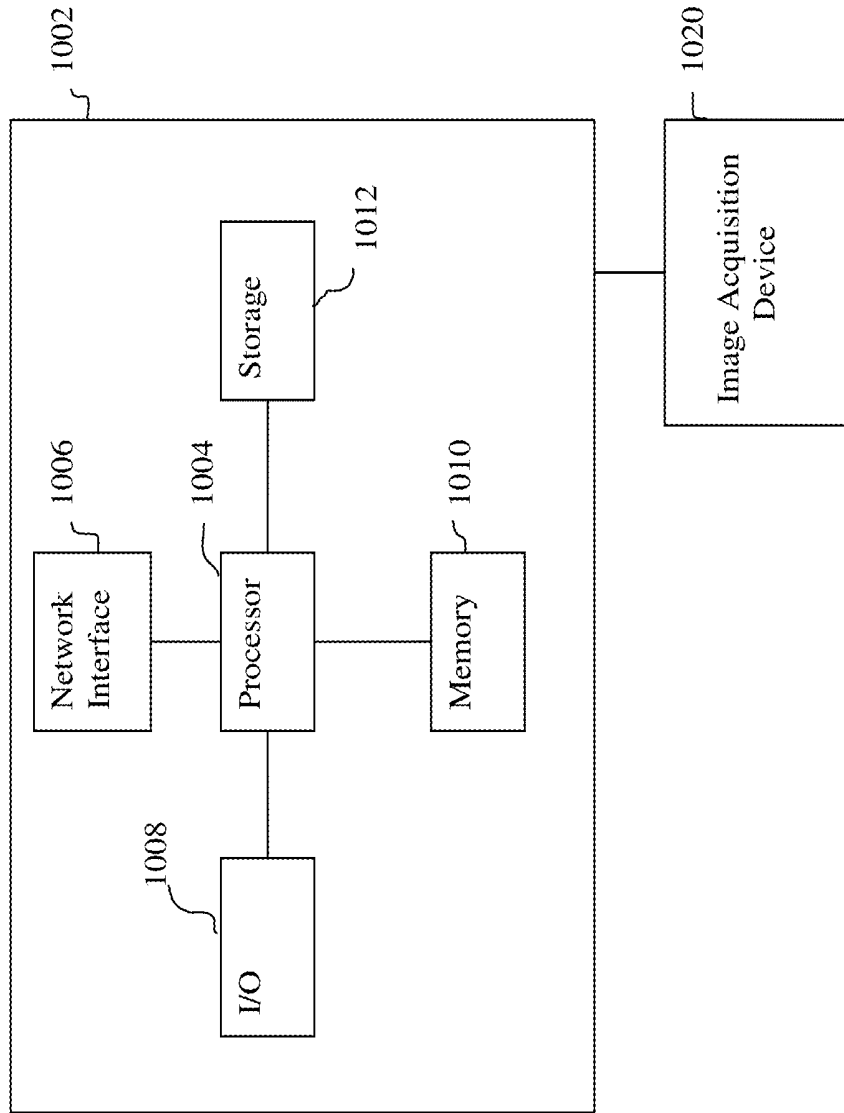 1002
1006
Network
Interface
1008
1004
I/O
Processor
Storage
1012
1010
Memory
1020
Image Acquisition
Device